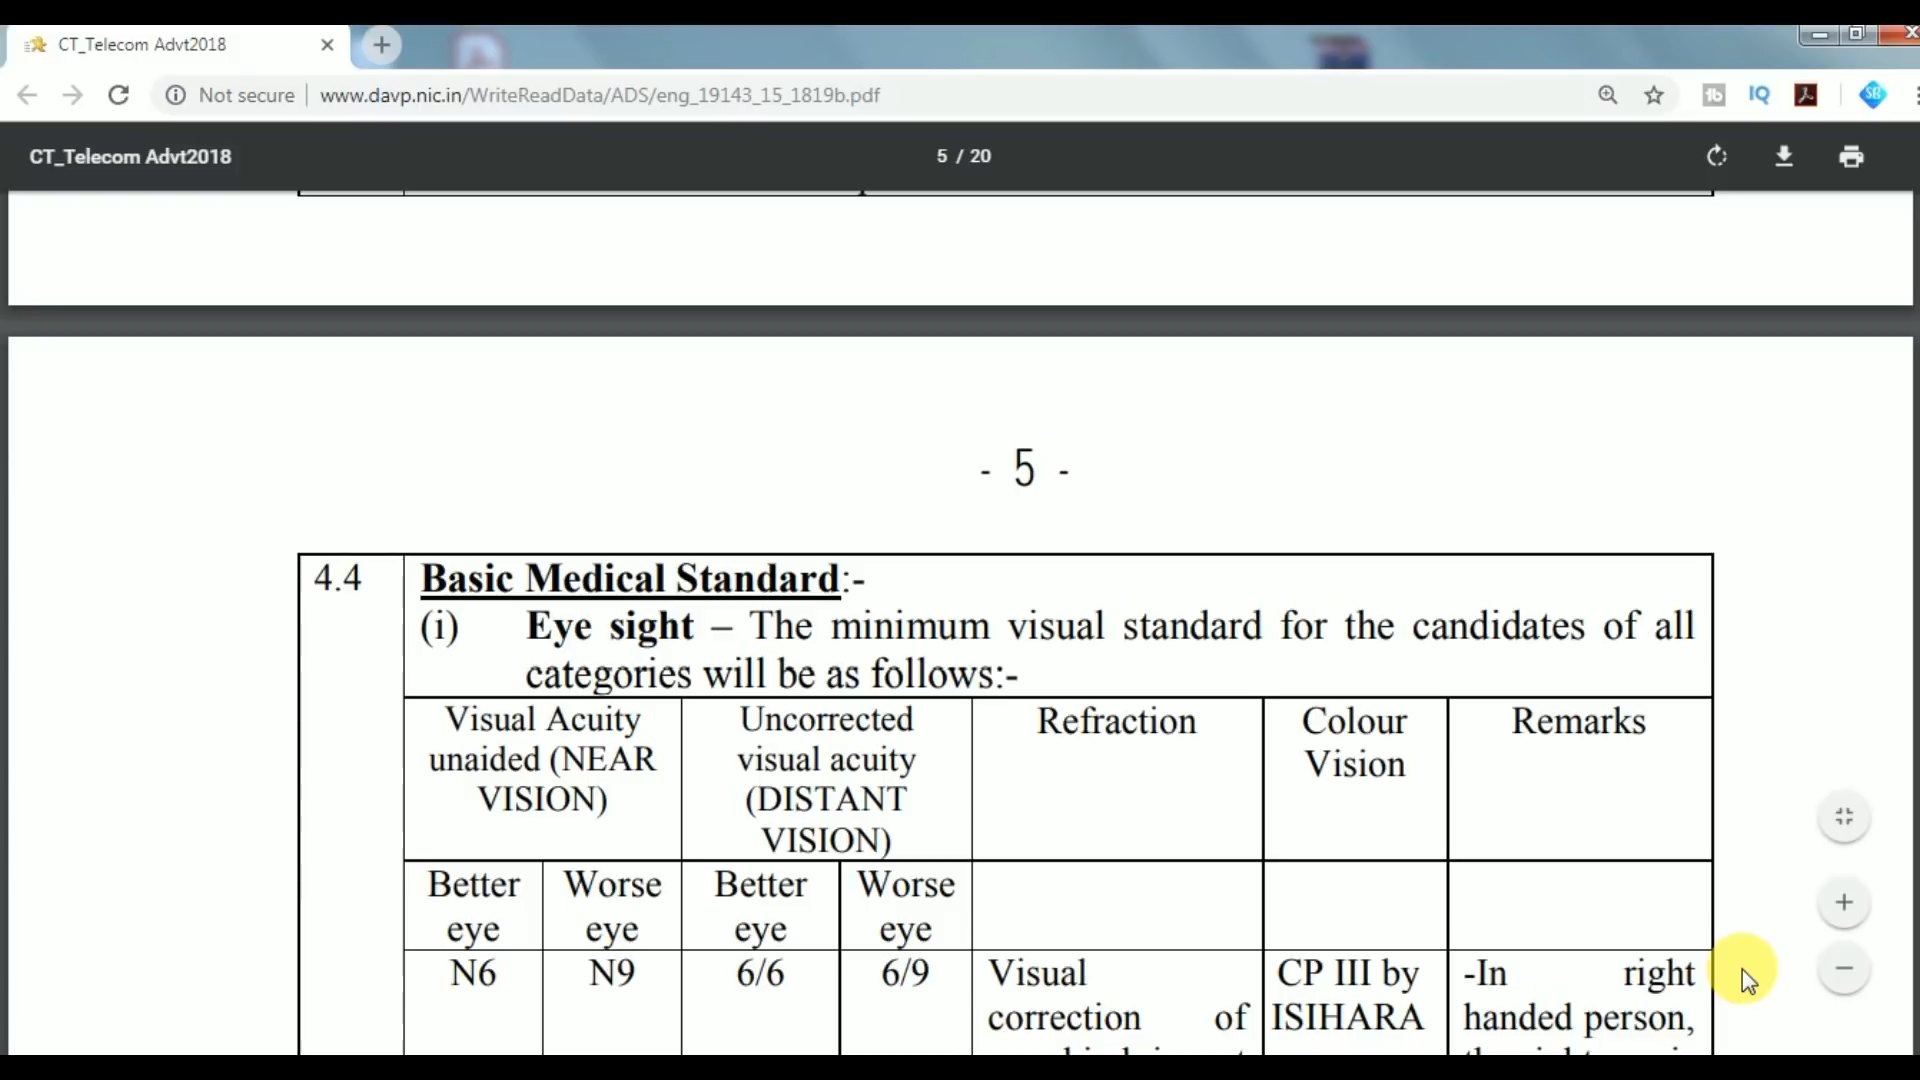 CT_Telecom Advt2018
Not secure
www.davp.nic.in/WriteReadData/ADS/eng_19143_15_1819b.pdf
IQ
SB
CT_Telecom Advt2018
5 / 20
- 5 -
4.4
Basic Medical Standard:-
(i) Eye sight – The minimum visual standard for the candidates of all
categories will be as follows:-
Visual Acuity
unaided (NEAR
VISION)
Uncorrected
visual acuity
(DISTANT
VISION)
Refraction
Colour
Vision
Remarks
Better
eye
Worse
eye
Better
eye
Worse
eye
N6
N9
6/6
6/9
Visual
correction of
CP III by
ISIHARA
-In right
handed person,